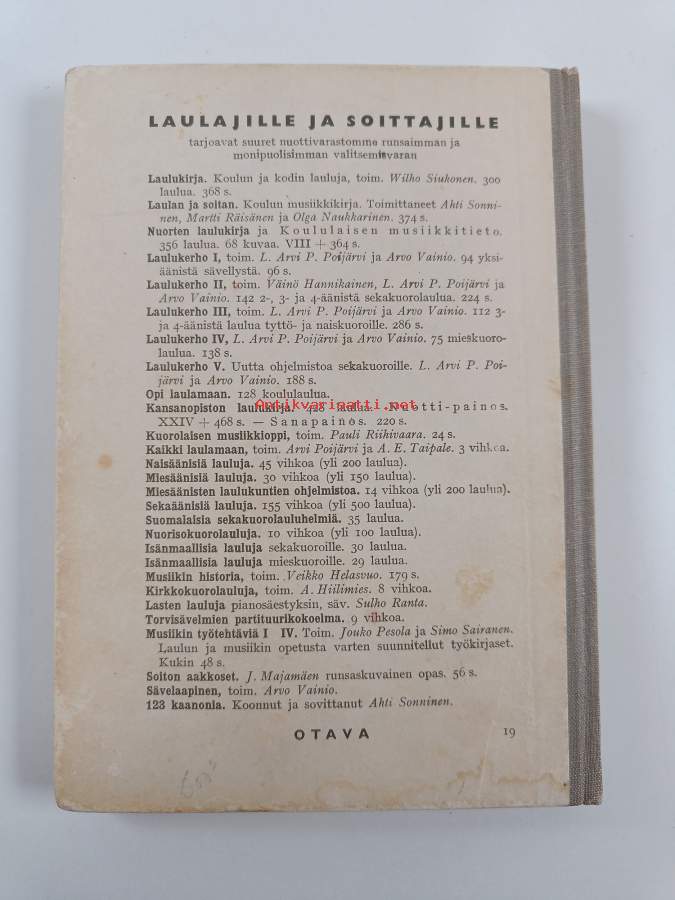 LAULAJILLE JA SOITTAJILLE
tarjoavat suuret nuottivarastomme runsaimman ja
monipuolisimman valitsemisvaran
Laulukirja. Koulun ja kodin lauluja, toim. Wilho Siukonen. 300
laulua. 368 s.
Laulan ja soitan. Koulun musiikkikirja. Toimittaneet Ahti Sonni-
nen, Martti Räisänen ja Olga Naukkarinen. 374 s.
Nuorten laulukirja ja Koululaisen musiikkitieto.
356 laulua. 68 kuvaa. VIII + 364 s.
Laulukerho I, toim. L. Arvi P. Poijärvi ja Arvo Vainio. 94 yksi-
äänistä sävellystä. 96 s.
Laulukerho II, toim. Väinö Hannikainen, L. Arvi P. Poijärvi ja
Arvo Vainio. 142 2-, 3- ja 4-äänistä sekakuorolaulua. 224 s.
Laulukerho III, toim. L. Arvi P. Poijärvi ja Arvo Vainio. 112 3-
ja 4-äänistä laulua tyttö- ja naiskuoroille. 286 s.
Laulukerho IV, L. Arvi P. Poijärvi ja Arvo Vainio. 75 mieskuoro-
laulua. 138 s.
Laulukerho V. Uutta ohjelmistoa sekakuoroille. L. Arvi P. Poi-
järvi ja Arvo Vainio. 188 s.
Opi laulamaan. 128 koululaulua.
Antikvariaatti.net
Kansanopiston laulukirja. 428 laulua. Nuotti-painos.
XXIV + 468 s. — Sanapainos. 220 s.
Kuorolaisen musiikkioppi, toim. Pauli Riihivaara. 24 s.
Kaikki laulamaan, toim. Arvi Poijärvi ja A. E. Taipale. 3 vihkoa.
Naisäänisiä lauluja. 45 vihkoa (yli 200 laulua).
Miesäänisiä lauluja. 30 vihkoa (yli 150 laulua).
Miesäänisten laulukuntien ohjelmistoa. 14 vihkoa (yli 200 laulua).
Sekaäänisiä lauluja. 155 vihkoa (yli 500 laulua).
Suomalaisia sekakuorolauluhelmiä. 35 laulua.
Nuorisokuorolauluja. 10 vihkoa (yli 100 laulua).
Isänmaallisia lauluja sekakuoroille. 30 laulua.
Isänmaallisia lauluja mieskuoroille. 29 laulua.
Musiikin historia, toim. Veikko Helasvuo. 179 s.
Kirkkokuorolauluja, toim. A. Hiilimies. 8 vihkoa.
Lasten lauluja pianosäestyksin, säv. Sulho Ranta.
Torvisävelmien partituurikokoelma. 9 vihkoa.
Musiikin työtehtäviä I IV. Toim. Jouko Pesola ja Simo Sairanen.
Laulun ja musiikin opetusta varten suunnitellut työkirjaset.
Kukin 48 s.
Soiton aakkoset. J. Majamäen runsaskuvainen opas. 56 s.
Sävelaapinen, toim. Arvo Vainio.
123 kaanonia. Koonnut ja sovittanut Ahti Sonninen.
OTAVA 19